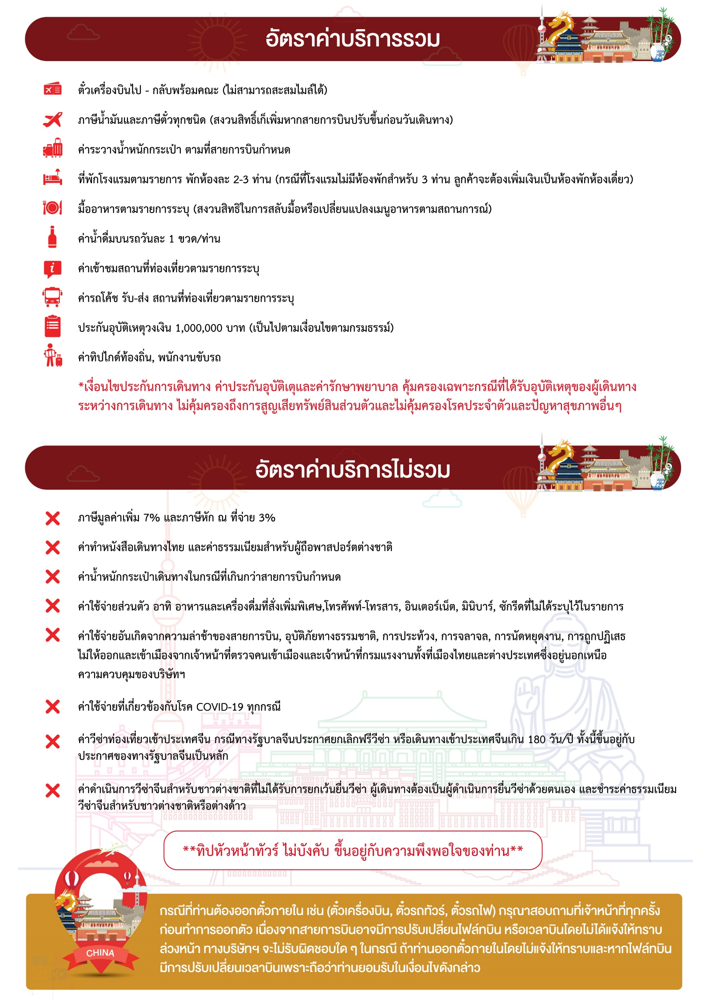 อัตราค่าบริการรวม
ตั๋วเครื่องบินไป - กลับพร้อมคณะ (ไม่สามารถสะสมไมล์ได้)
ภาษีน้ำมันและภาษีตั๋วทุกชนิด (สงวนสิทธิ์เก็เพิ่มหากสายการบินปรับขึ้นก่อนวันเดินทาง)
ค่าระวางน้ำหนักกระเป๋า ตามที่สายการบินกำหนด
ที่พักโรงแรมตามรายการ พักห้องละ 2-3 ท่าน (กรณีที่โรงแรมไม่มีห้องพักสำหรับ 3 ท่าน ลูกค้าจะต้องเพิ่มเงินเป็นห้องพักห้องเดี่ยว)
มื้ออาหารตามรายการระบุ (สงวนสิทธิในการสลับมื้อหรือเปลี่ยนแปลงเมนูอาหารตามสถานการณ์)
ค่าน้ำดื่มบนรถวันละ 1 ขวด/ท่าน
i
ค่าเข้าชมสถานที่ท่องเที่ยวตามรายการระบุ
ค่ารถโค้ช รับ-ส่ง สถานที่ท่องเที่ยวตามรายการระบุ
ประกันอุบัติเหตุวงเงิน 1,000,000 บาท (เป็นไปตามเงื่อนไขตามกรมธรรม์)
ค่าทิปไกด์ท้องถิ่น, พนักงานขับรถ
*เงื่อนไขประกันการเดินทาง ค่าประกันอุบัติเตุและค่ารักษาพยาบาล คุ้มครองเฉพาะกรณีที่ได้รับอุบัติเหตุของผู้เดินทาง
ระหว่างการเดินทาง ไม่คุ้มครองถึงการสูญเสียทรัพย์สินส่วนตัวและไม่คุ้มครองโรคประจำตัวและปัญหาสุขภาพอื่นๆ
อัตราค่าบริการไม่รวม
ภาษีมูลค่าเพิ่ม 7% และภาษีหัก ณ ที่จ่าย 3%
ค่าทำหนังสือเดินทางไทย และค่าธรรมเนียมสำหรับผู้ถือพาสปอร์ตต่างชาติ
ค่าน้ำหนักกระเป๋าเดินทางในกรณีที่เกินกว่าสายการบินกำหนด
ค่าใช้จ่ายส่วนตัว อาทิ อาหารและเครื่องดื่มที่สั่งเพิ่มพิเศษ,โทรศัพท์-โทรสาร, อินเตอร์เน็ต, มินิบาร์, ซักรีดที่ไม่ได้ระบุไว้ในรายการ
ค่าใช้จ่ายอันเกิดจากความล่าช้าของสายการบิน, อุบัติภัยทางธรรมชาติ, การประท้วง, การจลาจล, การนัดหยุดงาน, การถูกปฏิเสธ
ไม่ให้ออกและเข้าเมืองจากเจ้าหน้าที่ตรวจคนเข้าเมืองและเจ้าหน้าที่กรมแรงงานทั้งที่เมืองไทยและต่างประเทศซึ่งอยู่นอกเหนือ
ความควบคุมของบริษัทฯ
ค่าใช้จ่ายที่เกี่ยวข้องกับโรค COVID-19 ทุกกรณี
ค่าวีซ่าท่องเที่ยวเข้าประเทศจีน กรณีทางรัฐบาลจีนประกาศยกเลิกฟรีวีซ่า หรือเดินทางเข้าประเทศจีนเกิน 180 วัน/ปี ทั้งนี้ขึ้นอยู่กับ
ประกาศของทางรัฐบาลจีนเป็นหลัก
ค่าดำเนินการวีซ่าจีนสำหรับชาวต่างชาติที่ไม่ได้รับการยกเว้นยื่นวีซ่า ผู้เดินทางต้องเป็นผู้ดำเนินการยื่นวีซ่าด้วยตนเอง และชำระค่าธรรมเนียม
วีซ่าจีนสำหรับชาวต่างชาติหรือต่างด้าว
**ทิปหัวหน้าทัวร์ ไม่บังคับ ขึ้นอยู่กับความพึงพอใจของท่าน**
CHINA
กรณีที่ท่านต้องออกตั๋วภายใน เช่น (ตั๋วเครื่องบิน, ตั๋วรถทัวร์, ตั๋วรถไฟ) กรุณาสอบถามที่เจ้าหน้าที่ทุกครั้ง
ก่อนทำการออกตัว เนื่องจากสายการบินอาจมีการปรับเปลี่ยนไฟล์ทบิน หรือเวลาบินโดยไม่ได้แจ้งให้ทราบ
ล่วงหน้า ทางบริษัทฯ จะไม่รับผิดชอบใด ๆ ในกรณี ถ้าท่านออกตั๋วภายในโดยไม่แจ้งให้ทราบและหากไฟล์ทบิน
มีการปรับเปลี่ยนเวลาบินเพราะถือว่าท่านยอมรับในเงื่อนไขดังกล่าว